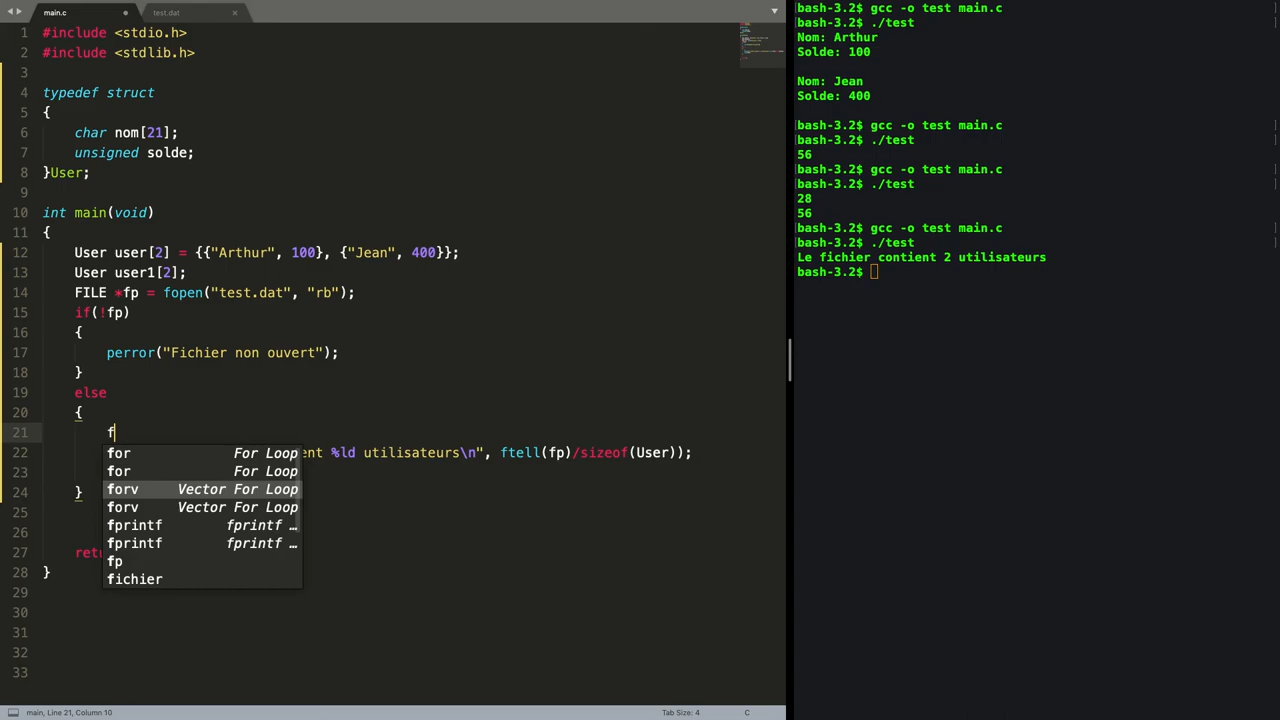 main.c
test.dat
1 #include <stdio.h>
2 #include <stdlib.h>
3
4 typedef struct
5 {
6 char nom[21];
7 unsigned solde;
8 }User;
9
10 int main(void)
11 {
12 User user[2] = {{"Arthur", 100}, {"Jean", 400}};
13 User user1[2];
14 FILE *fp = fopen("test.dat", "rb");
15 if(!fp)
16 {
17 perror("Fichier non ouvert");
18 }
19 else
20 {
21 f
22 ent %ld utilisateurs\n", ftell(fp)/sizeof(User));
23
24 }
25
26
27 retu
28 }
29
30
31
32
33
for For Loop
for For Loop
forv Vector For Loop
forv Vector For Loop
fprintf fprintf …
fprintf fprintf …
fp
fichier
main, Line 21, Column 10
Tab Size: 4
C
bash-3.2$ gcc -o test main.c
bash-3.2$ ./test
Nom: Arthur
Solde: 100
Nom: Jean
Solde: 400
bash-3.2$ gcc -o test main.c
bash-3.2$ ./test
56
bash-3.2$ gcc -o test main.c
bash-3.2$ ./test
28
56
bash-3.2$ gcc -o test main.c
bash-3.2$ ./test
Le fichier contient 2 utilisateurs
bash-3.2$